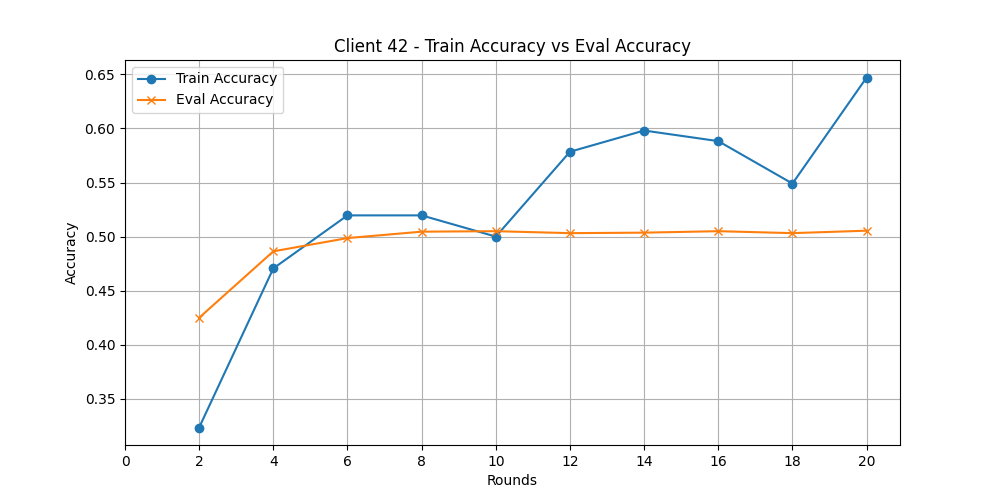 Client 42 - Train Accuracy vs Eval Accuracy
Train Accuracy
Eval Accuracy
0.65
0.60
0.55
0.50
0.45
0.40
0.35
Accuracy
0 2 4 6 8 10 12 14 16 18 20
Rounds